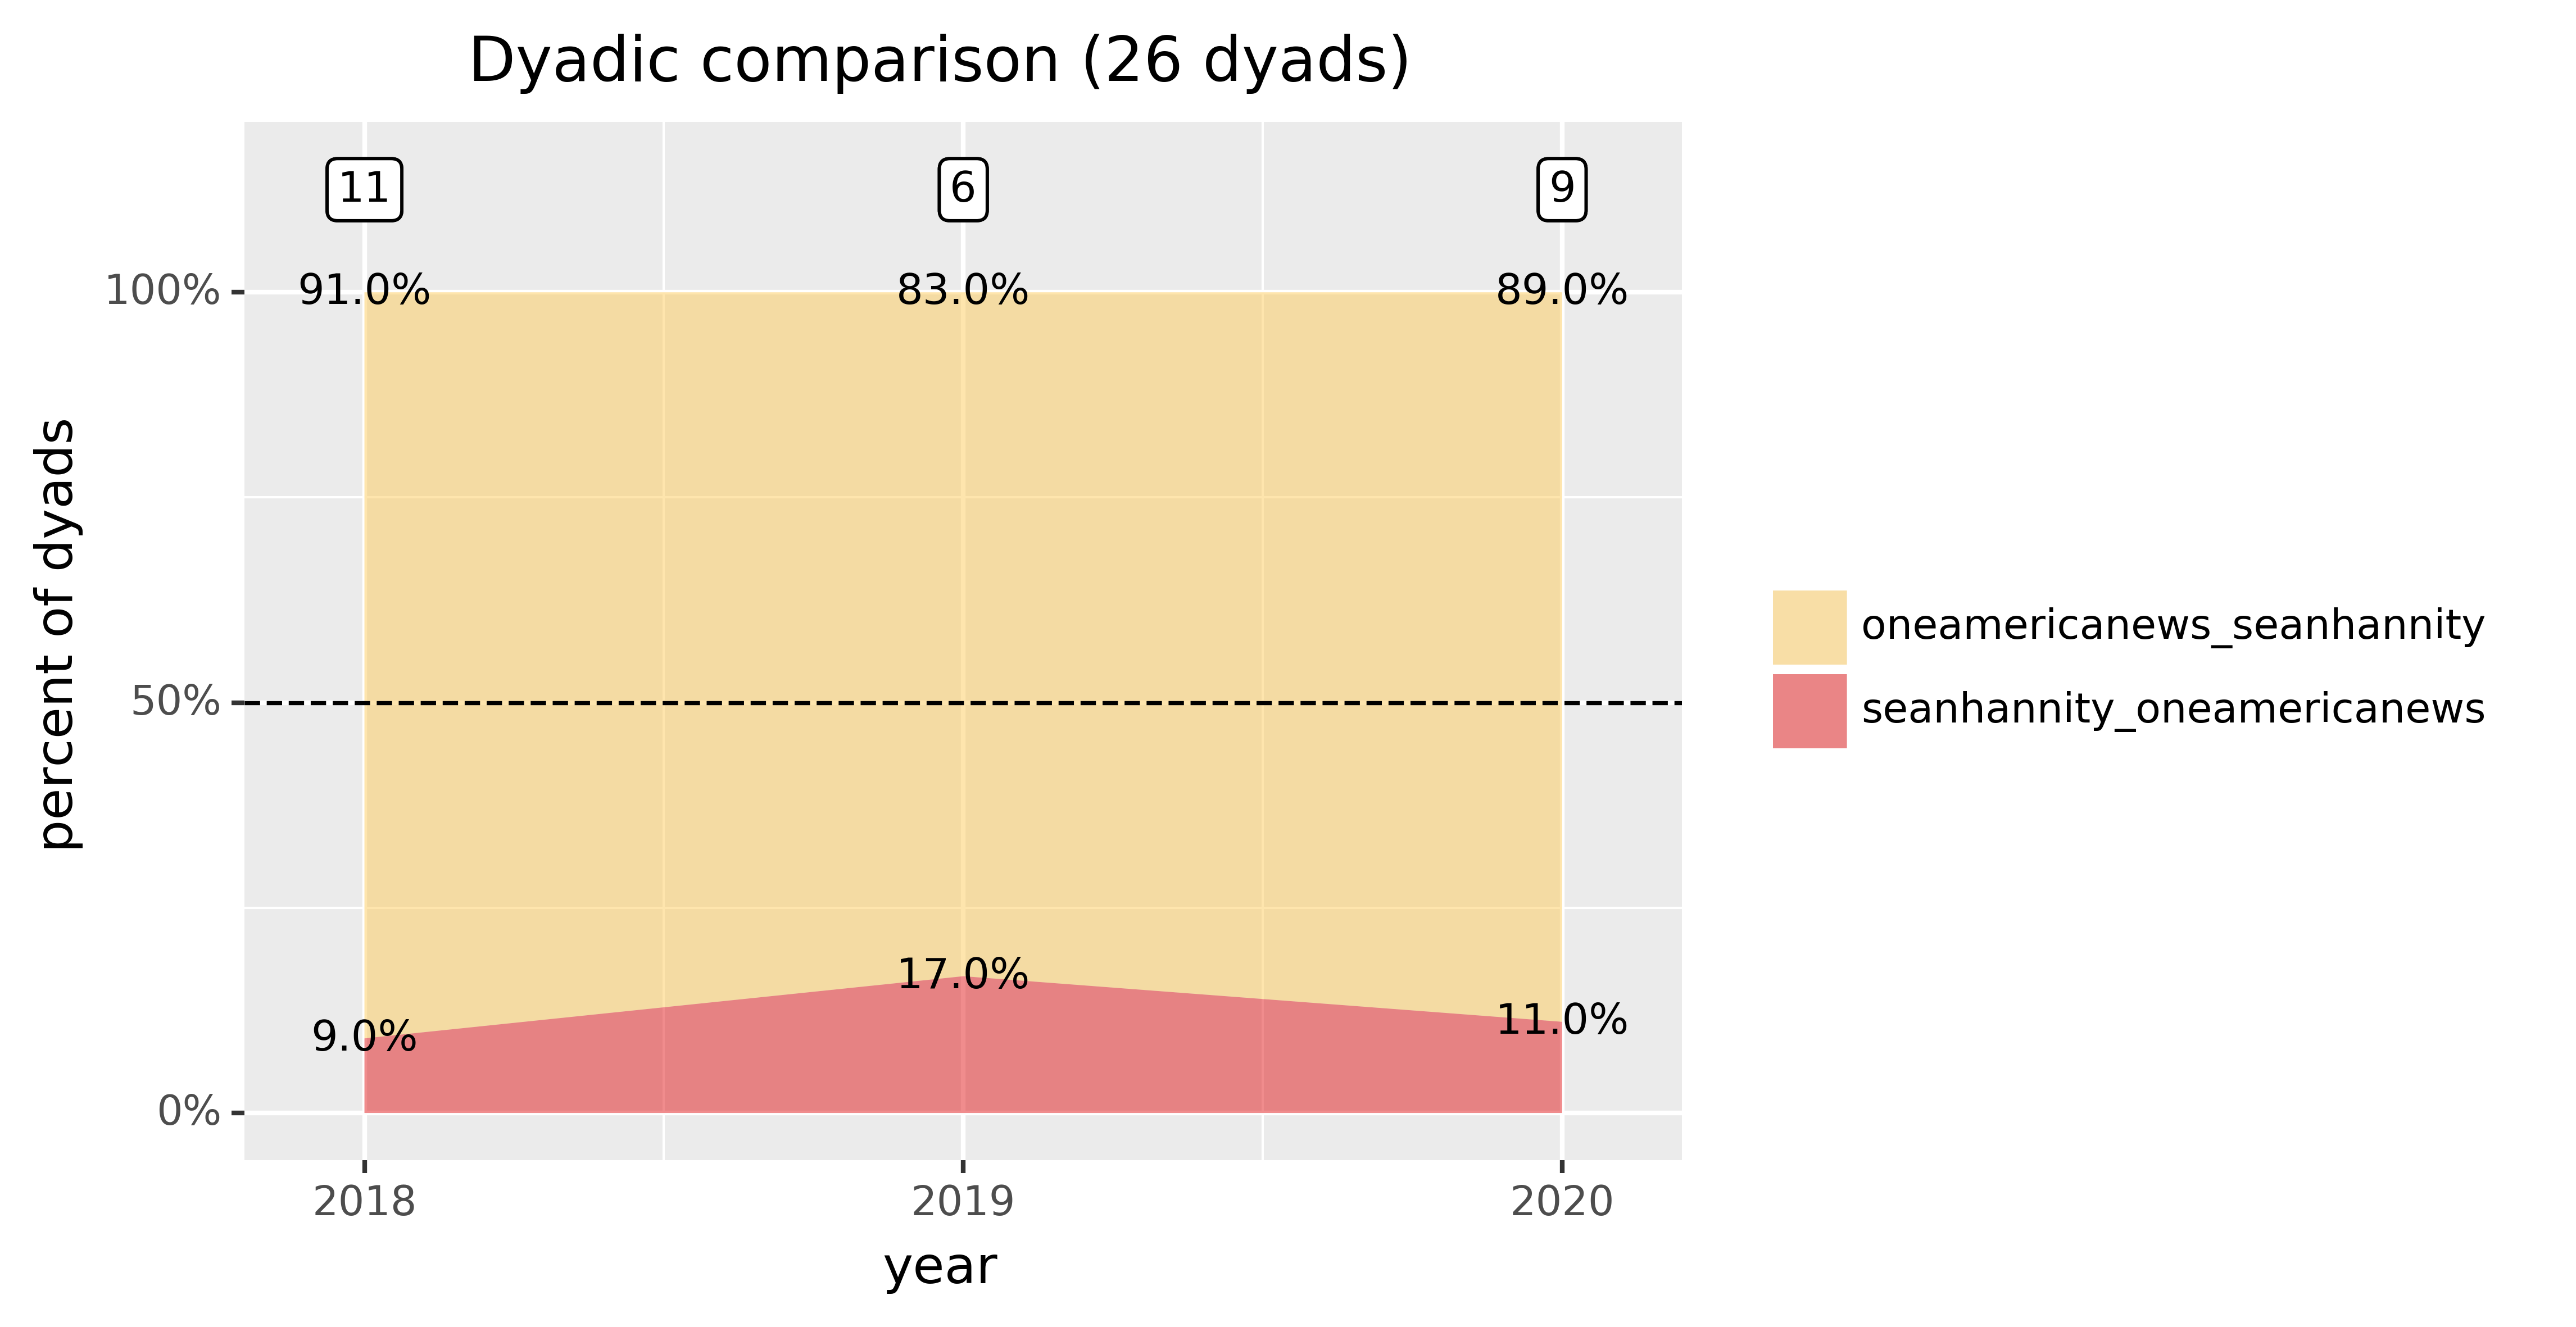 Dyadic comparison (26 dyads)
11 6 9
100%
91.0% 83.0% 89.0%
percent of dyads
50%
oneamericanews_seanhannity
seanhannity_oneamericanews
17.0%
11.0%
9.0%
0%
2018 2019 2020
year